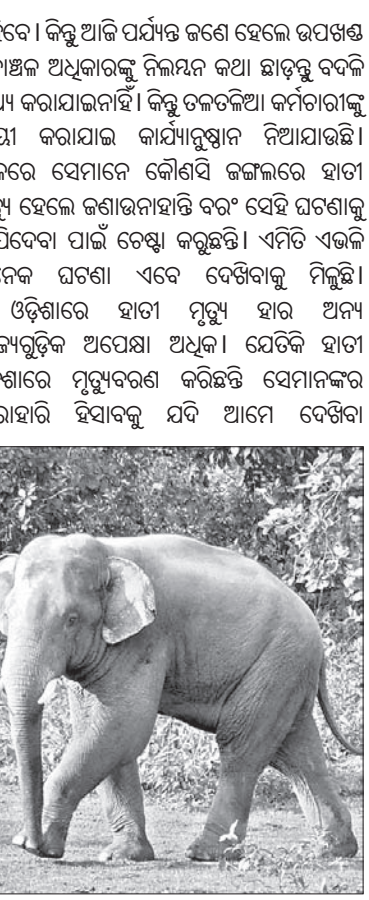 ହେବେ । କିନ୍ତୁ ଆଜି ପର୍ଯ୍ୟନ୍ତ ଜଣେ ହେଲେ ଉପଖଣ୍ଡ
ଅଧିକାରଙ୍କୁ ନିଲମ୍ବନ କଥା ଛାଡ଼ନ୍ତୁ ବଦଳି
କରାଯାଇନାହିଁ । କିନ୍ତୁ ତଳତଳିଆ କର୍ମଚାରୀଙ୍କୁ
କରାଯାଇ କାର୍ଯ୍ୟାନୁଷ୍ଠାନ ନିଆଯାଉଛି ।
ସେମାନେ କୌଣସି ଜଙ୍ଗଲରେ ହାତୀ
ହେଲେ ଜଣାଉନାହାନ୍ତି ବରଂ ସେହି ଘଟଣାକୁ
ପାଇଁ ଚେଷ୍ଟା କରୁଛନ୍ତି । ଏମିତି ଏଭଳି
ଘଟଣା ଏବେ ଦେଖିବାକୁ ମିଳୁଛି ।
ଓଡ଼ିଶାରେ ହାତୀ ମୃତ୍ୟୁ ହାର ଅନ୍ୟ
ଅପେକ୍ଷା ଅଧିକ । ଯେତିକି ହାତୀ
ମୃତ୍ୟୁବରଣ କରିଛନ୍ତି ସେମାନଙ୍କର
ହିସାବକୁ ଯଦି ଆମେ ଦେଖିବା